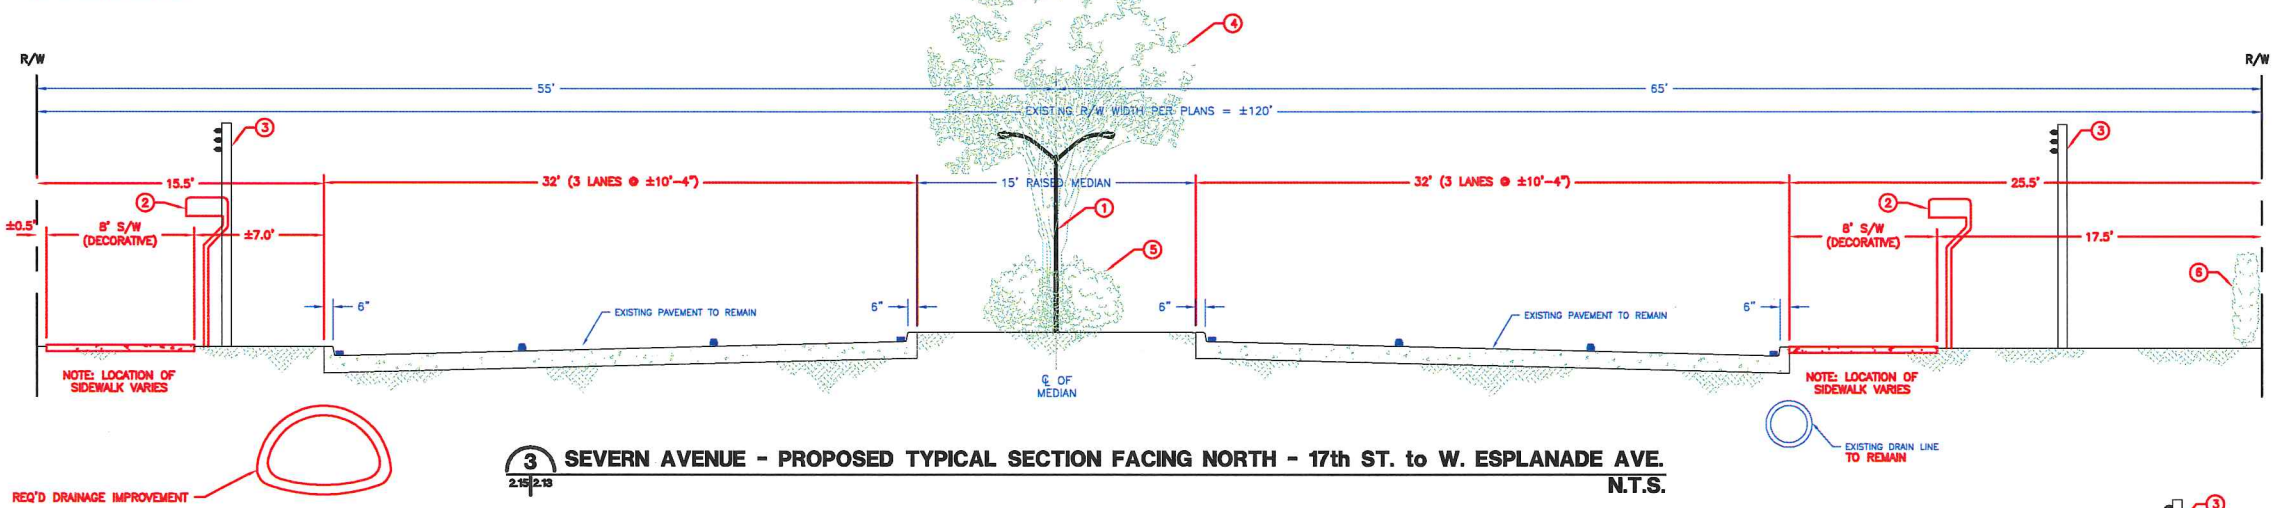 4
R/W
R/W
55'
65'
EXISTING R/W WIDTH PER PLANS = ±120'
3
3
15.5'
32' (3 LANES @ ±10'-4")
15' RAISED MEDIAN
32' (3 LANES @ ±10'-4")
25.5'
2
1
2
±0.5'
8' S/W
(DECORATIVE)
±7.0'
8' S/W
(DECORATIVE)
17.5'
5
6
6"
6"
6"
6"
EXISTING PAVEMENT TO REMAIN
EXISTING PAVEMENT TO REMAIN
NOTE: LOCATION OF
SIDEWALK VARIES
℄ OF
MEDIAN
NOTE: LOCATION OF
SIDEWALK VARIES
EXISTING DRAIN LINE
TO REMAIN
3 SEVERN AVENUE - PROPOSED TYPICAL SECTION FACING NORTH - 17th ST. to W. ESPLANADE AVE.
2.15 2.13
N.T.S.
REQ'D DRAINAGE IMPROVEMENT
3